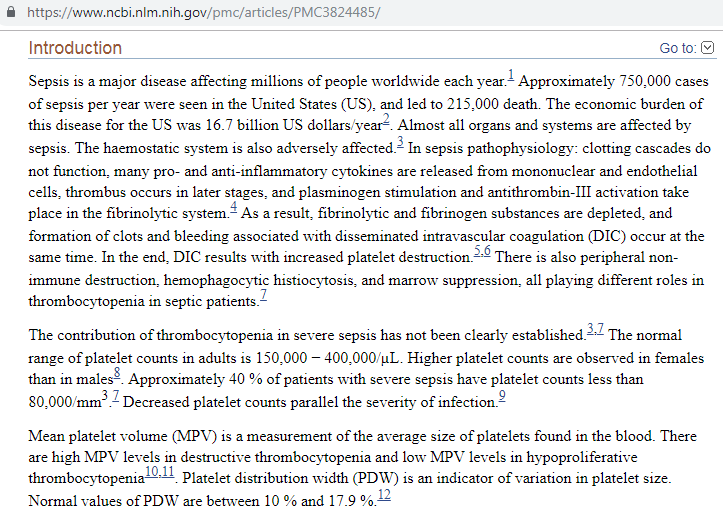 https://www.ncbi.nlm.nih.gov/pmc/articles/PMC3824485/
Introduction
Go to:
Sepsis is a major disease affecting millions of people worldwide each year.1 Approximately 750,000 cases
of sepsis per year were seen in the United States (US), and led to 215,000 death. The economic burden of
this disease for the US was 16.7 billion US dollars/year2. Almost all organs and systems are affected by
sepsis. The haemostatic system is also adversely affected.3 In sepsis pathophysiology: clotting cascades do
not function, many pro- and anti-inflammatory cytokines are released from mononuclear and endothelial
cells, thrombus occurs in later stages, and plasminogen stimulation and antithrombin-III activation take
place in the fibrinolytic system.4 As a result, fibrinolytic and fibrinogen substances are depleted, and
formation of clots and bleeding associated with disseminated intravascular coagulation (DIC) occur at the
same time. In the end, DIC results with increased platelet destruction.5,6 There is also peripheral non-
immune destruction, hemophagocytic histiocytosis, and marrow suppression, all playing different roles in
thrombocytopenia in septic patients.7
The contribution of thrombocytopenia in severe sepsis has not been clearly established.3,7 The normal
range of platelet counts in adults is 150,000 – 400,000/μL. Higher platelet counts are observed in females
than in males8. Approximately 40 % of patients with severe sepsis have platelet counts less than
80,000/mm3.7 Decreased platelet counts parallel the severity of infection.9
Mean platelet volume (MPV) is a measurement of the average size of platelets found in the blood. There
are high MPV levels in destructive thrombocytopenia and low MPV levels in hypoproliferative
thrombocytopenia10,11. Platelet distribution width (PDW) is an indicator of variation in platelet size.
Normal values of PDW are between 10 % and 17.9 %.12